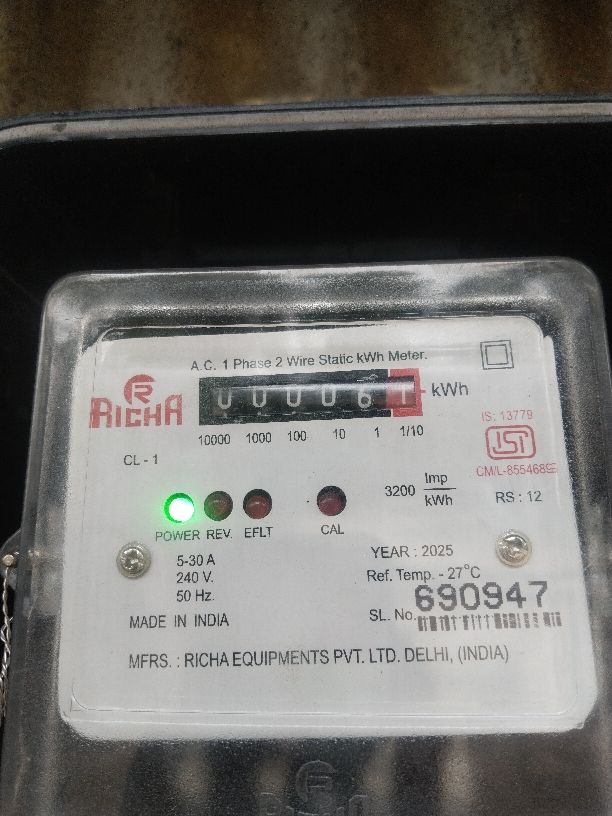 A.C. 1 Phase 2 Wire Static kWh Meter.
R
RICHA
0 0 0 0 6 1 kWh
10000 1000 100 10 1 1/10
IS: 13779
ISI
CM/L-8554689
CL - 1
3200 Imp/kWh
RS : 12
POWER REV. EFLT CAL
5-30 A
240 V.
50 Hz.
YEAR : 2025
Ref. Temp. - 27°C
MADE IN INDIA
SL. No. 690947
MFRS. : RICHA EQUIPMENTS PVT. LTD. DELHI, (INDIA)
R